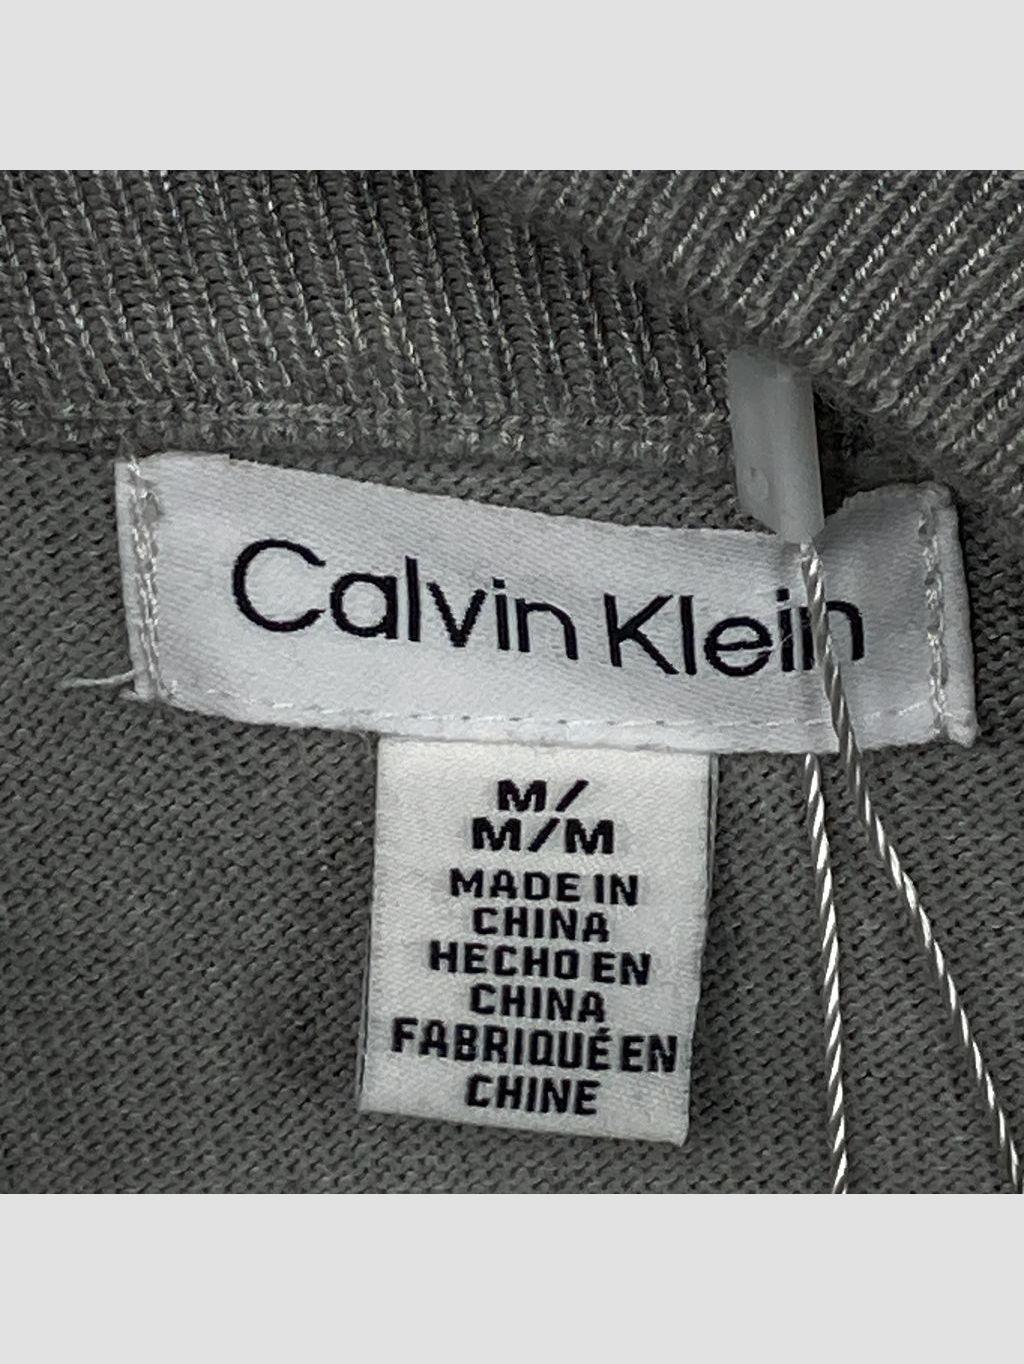 Calvin Klein
M/
M/M
MADE IN
CHINA
HECHO EN
CHINA
FABRIQUÉ EN
CHINE